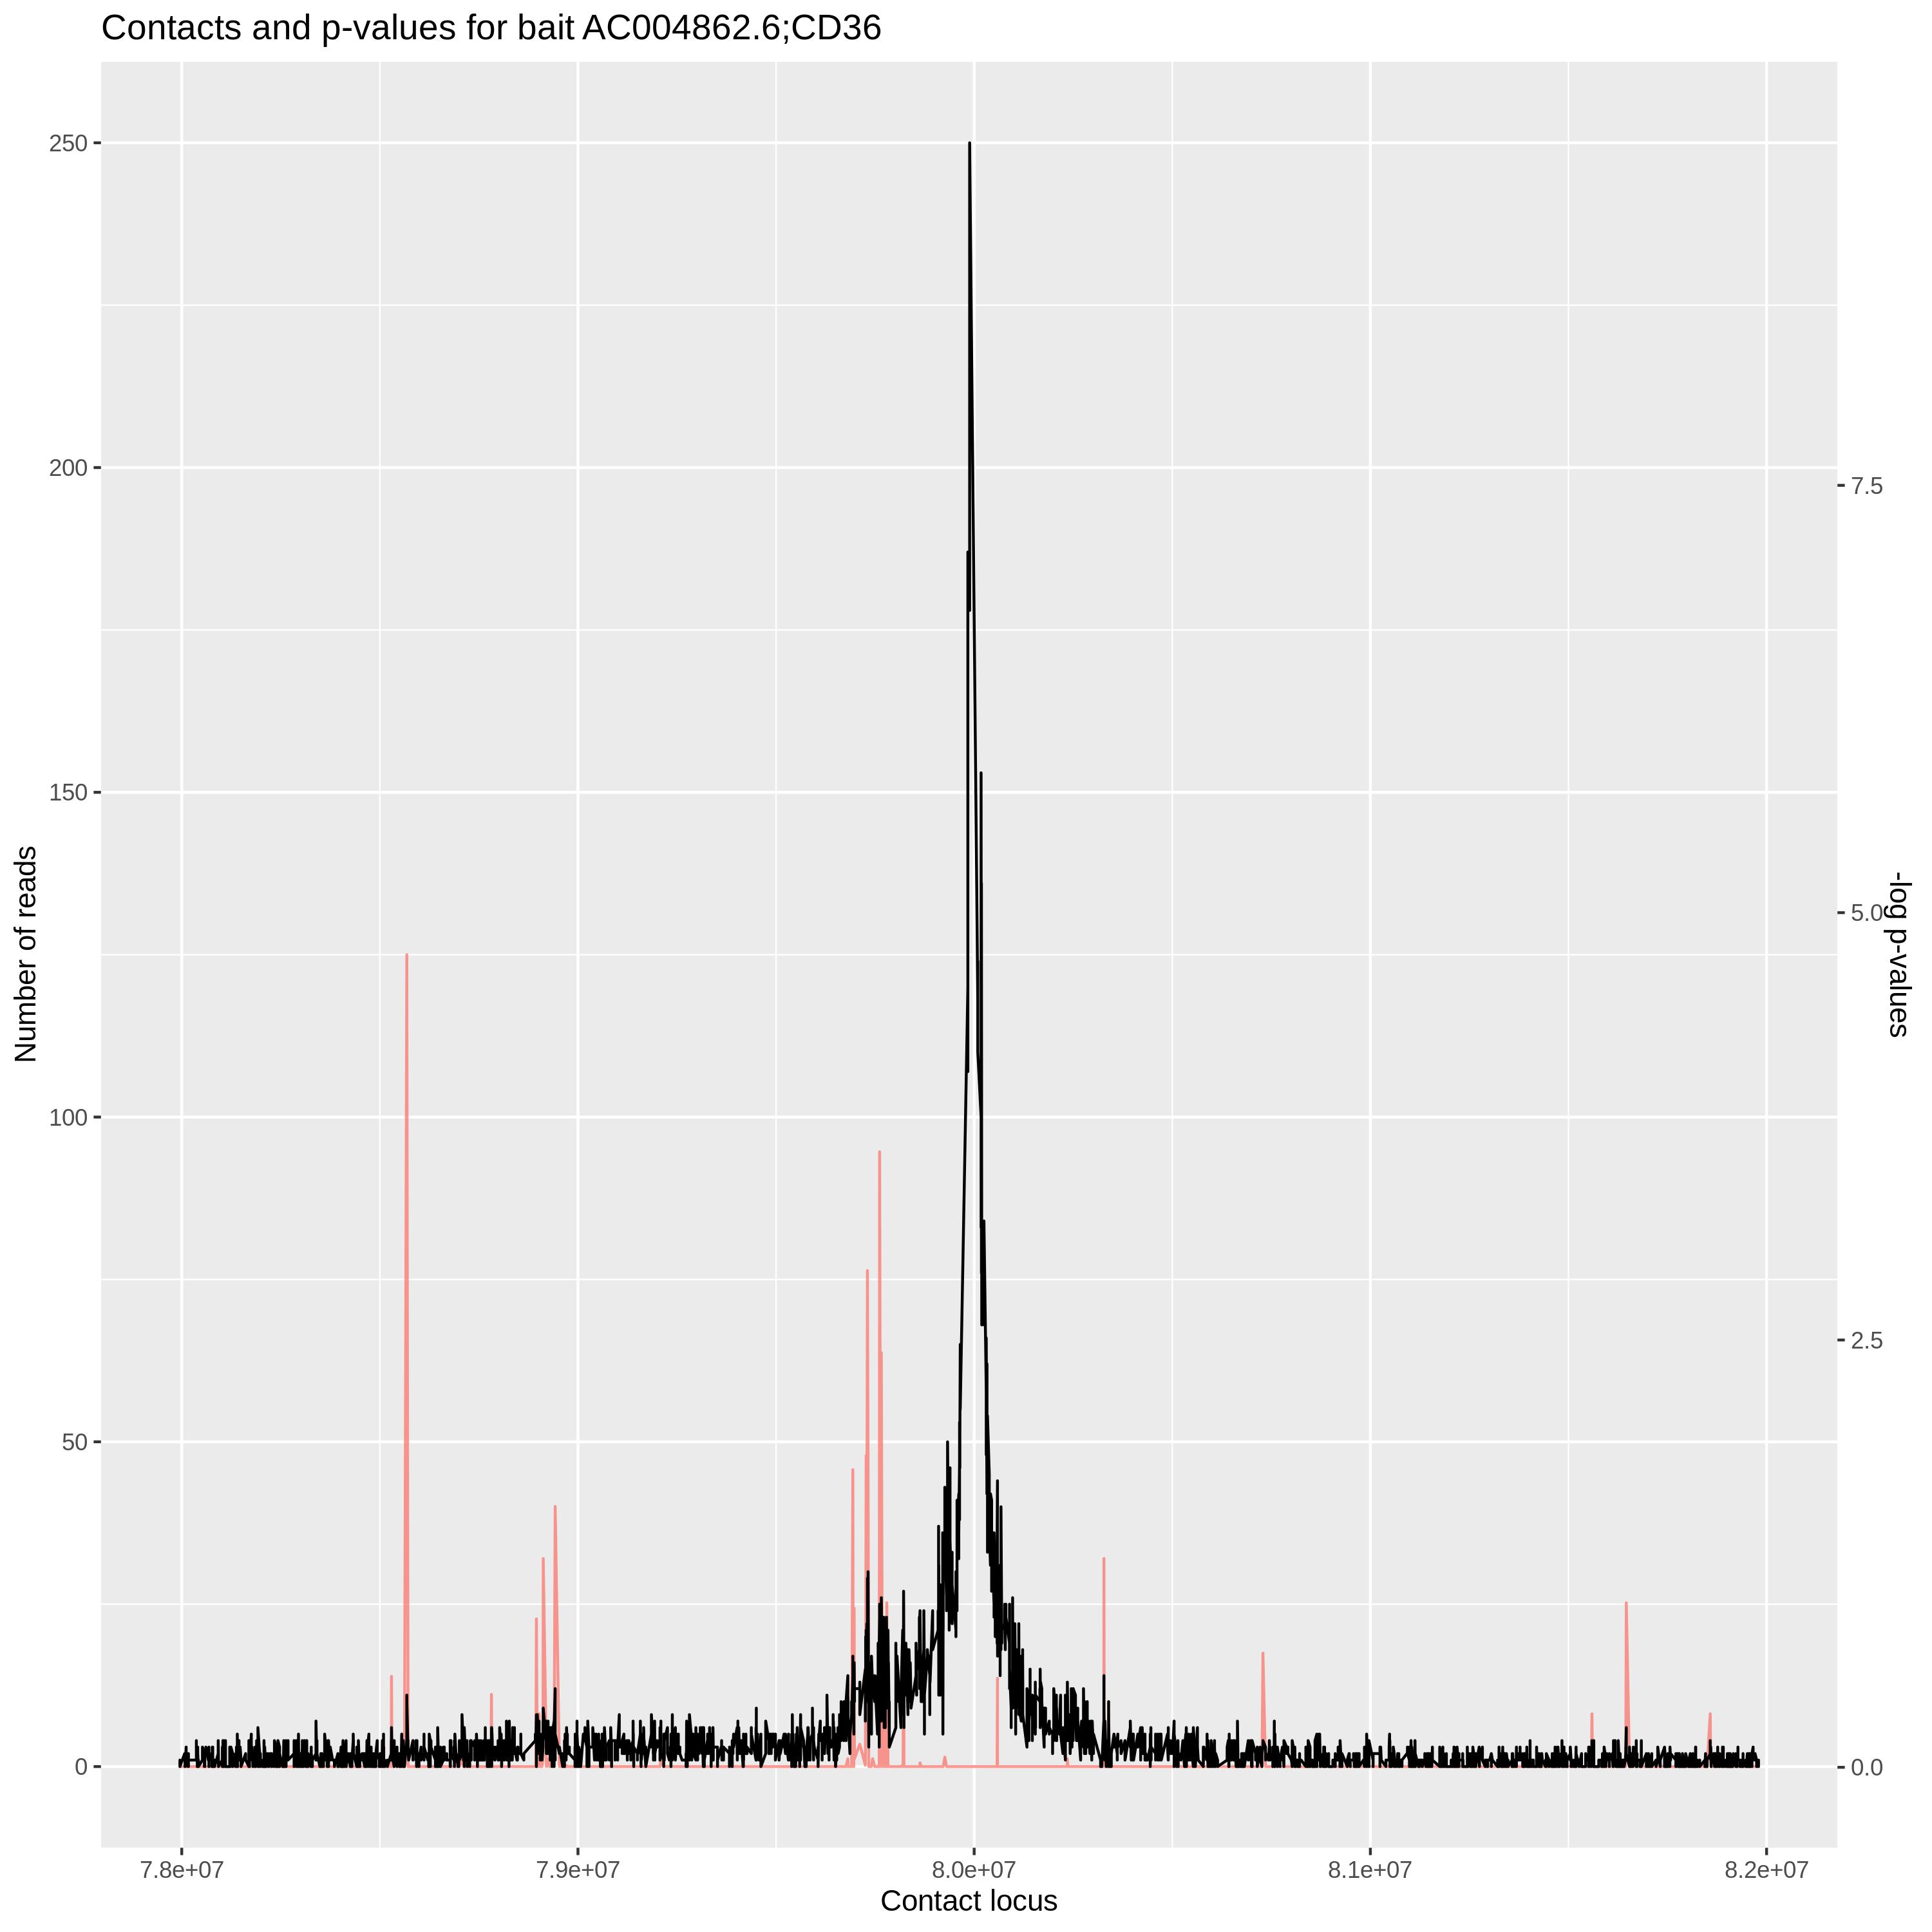 Contacts and p-values for bait AC004862.6;CD36
250
200
150
100
50
0
Number of reads
7.5
5.0
2.5
0.0
-log p-values
7.8e+07 7.9e+07 8.0e+07 8.1e+07 8.2e+07
Contact locus